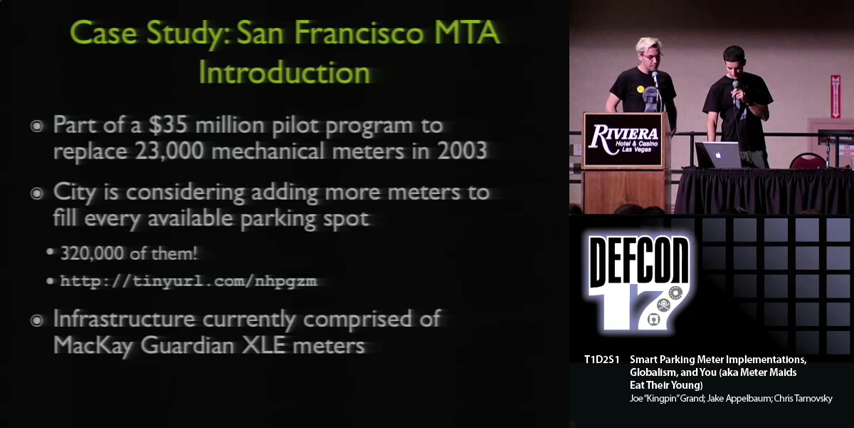 Case Study: San Francisco MTA
Introduction
Part of a $35 million pilot program to
replace 23,000 mechanical meters in 2003
City is considering adding more meters to
fill every available parking spot
320,000 of them!
http://tinyurl.com/nhpgzm
Infrastructure currently comprised of
MacKay Guardian XLE meters
RIVIERA
Hotel & Casino
Las Vegas
DEFCON
17
T1D2S1 Smart Parking Meter Implementations,
Globalism, and You (aka Meter Maids
Eat Their Young)
Joe "Kingpin" Grand; Jake Appelbaum; Chris Tarnovsky